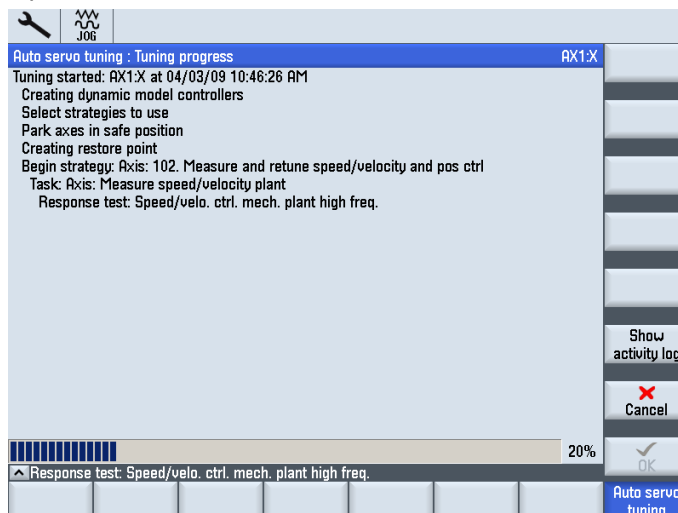 JOG
Auto servo tuning : Tuning progress AX1:X
Tuning started: AX1:X at 04/03/09 10:46:26 AM
Creating dynamic model controllers
Select strategies to use
Park axes in safe position
Creating restore point
Begin strategy: Axis: 102. Measure and retune speed/velocity and pos ctrl
Task: Axis: Measure speed/velocity plant
Response test: Speed/velo. ctrl. mech. plant high freq.
Show
activity log
Cancel
20%
OK
Response test: Speed/velo. ctrl. mech. plant high freq.
Auto servo
tuning